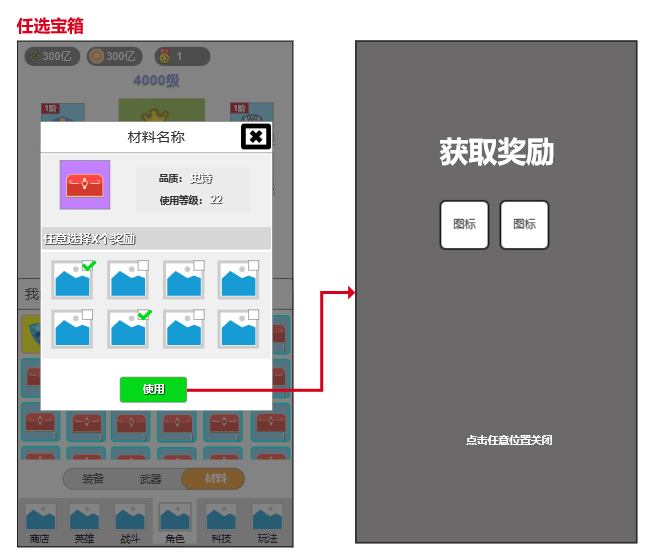 任选宝箱
300亿 300亿 1
4000级
1阶 1阶
材料名称
品质： 史诗
使用等级： 22
任意选择X个奖励
我
使用
装备 武器 材料
商店 英雄 战斗 角色 科技 玩法
获取奖励
图标 图标
点击任意位置关闭